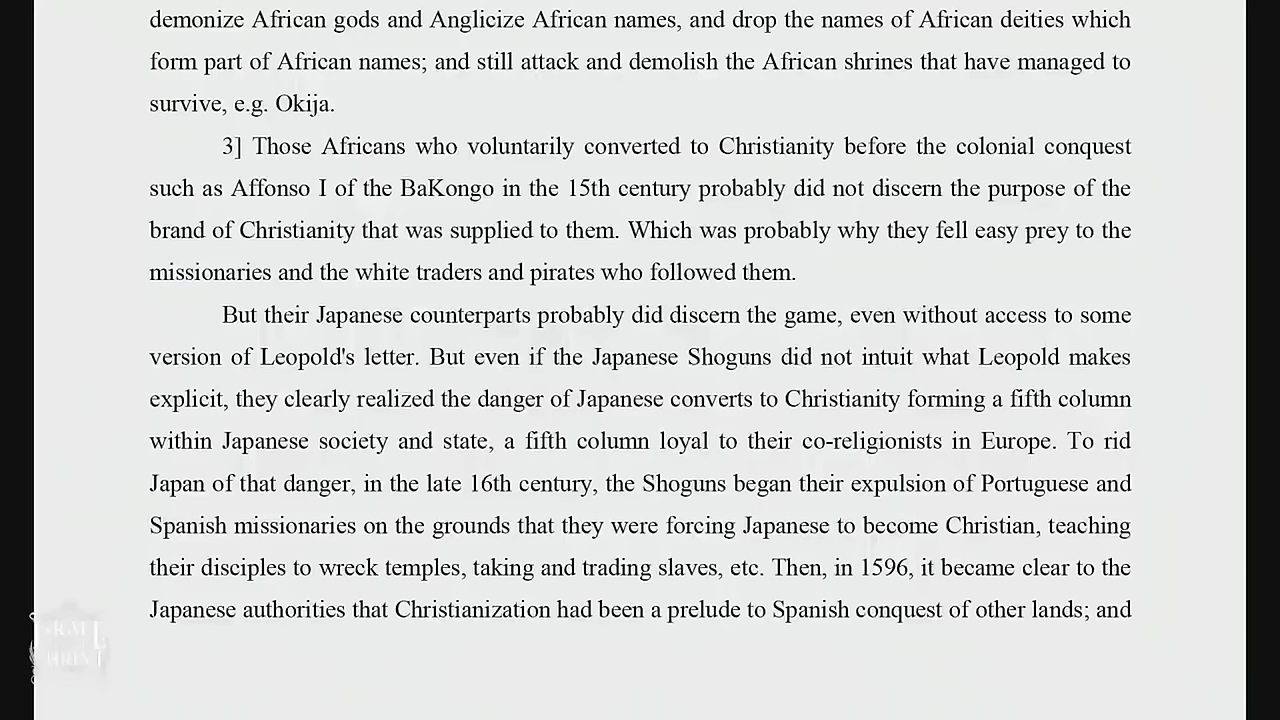 demonize African gods and Anglicize African names, and drop the names of African deities which
form part of African names; and still attack and demolish the African shrines that have managed to
survive, e.g. Okija.
3] Those Africans who voluntarily converted to Christianity before the colonial conquest
such as Affonso I of the BaKongo in the 15th century probably did not discern the purpose of the
brand of Christianity that was supplied to them. Which was probably why they fell easy prey to the
missionaries and the white traders and pirates who followed them.
But their Japanese counterparts probably did discern the game, even without access to some
version of Leopold's letter. But even if the Japanese Shoguns did not intuit what Leopold makes
explicit, they clearly realized the danger of Japanese converts to Christianity forming a fifth column
within Japanese society and state, a fifth column loyal to their co-religionists in Europe. To rid
Japan of that danger, in the late 16th century, the Shoguns began their expulsion of Portuguese and
Spanish missionaries on the grounds that they were forcing Japanese to become Christian, teaching
their disciples to wreck temples, taking and trading slaves, etc. Then, in 1596, it became clear to the
Japanese authorities that Christianization had been a prelude to Spanish conquest of other lands; and